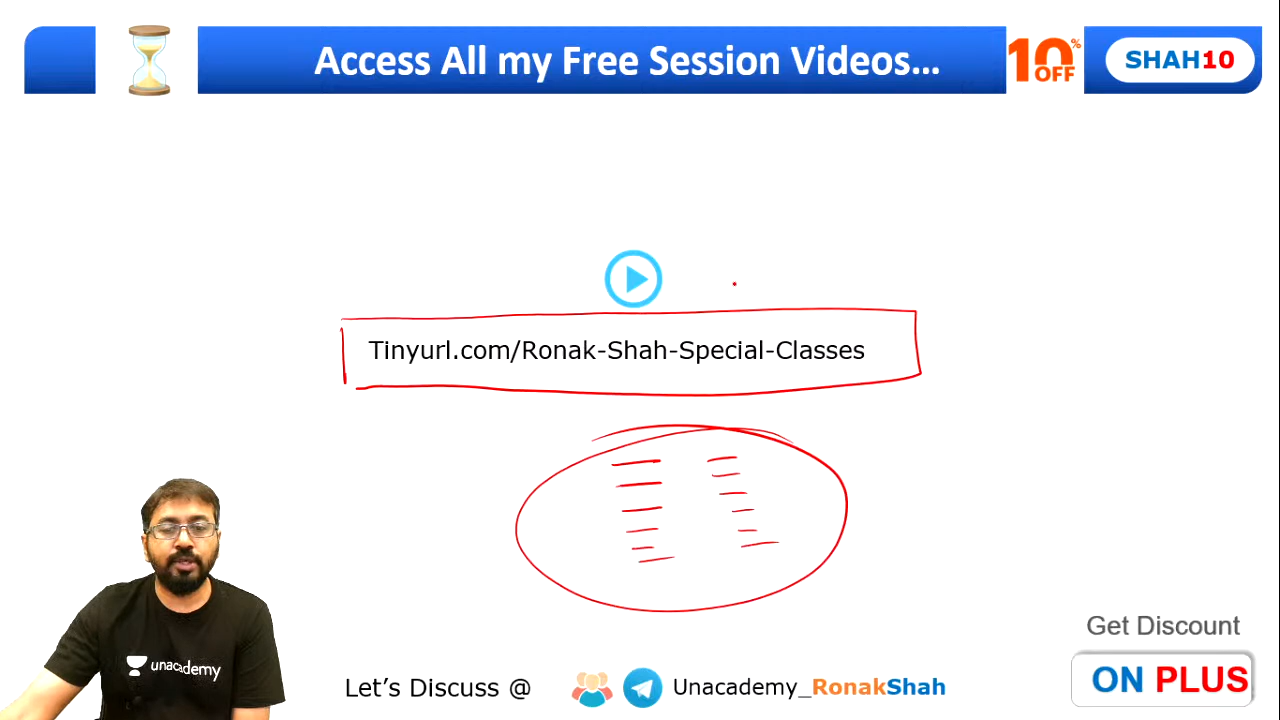 Access All my Free Session Videos...
10% OFF
SHAH10
Tinyurl.com/Ronak-Shah-Special-Classes
unacademy
Get Discount
ON PLUS
Let's Discuss @ Unacademy_RonakShah